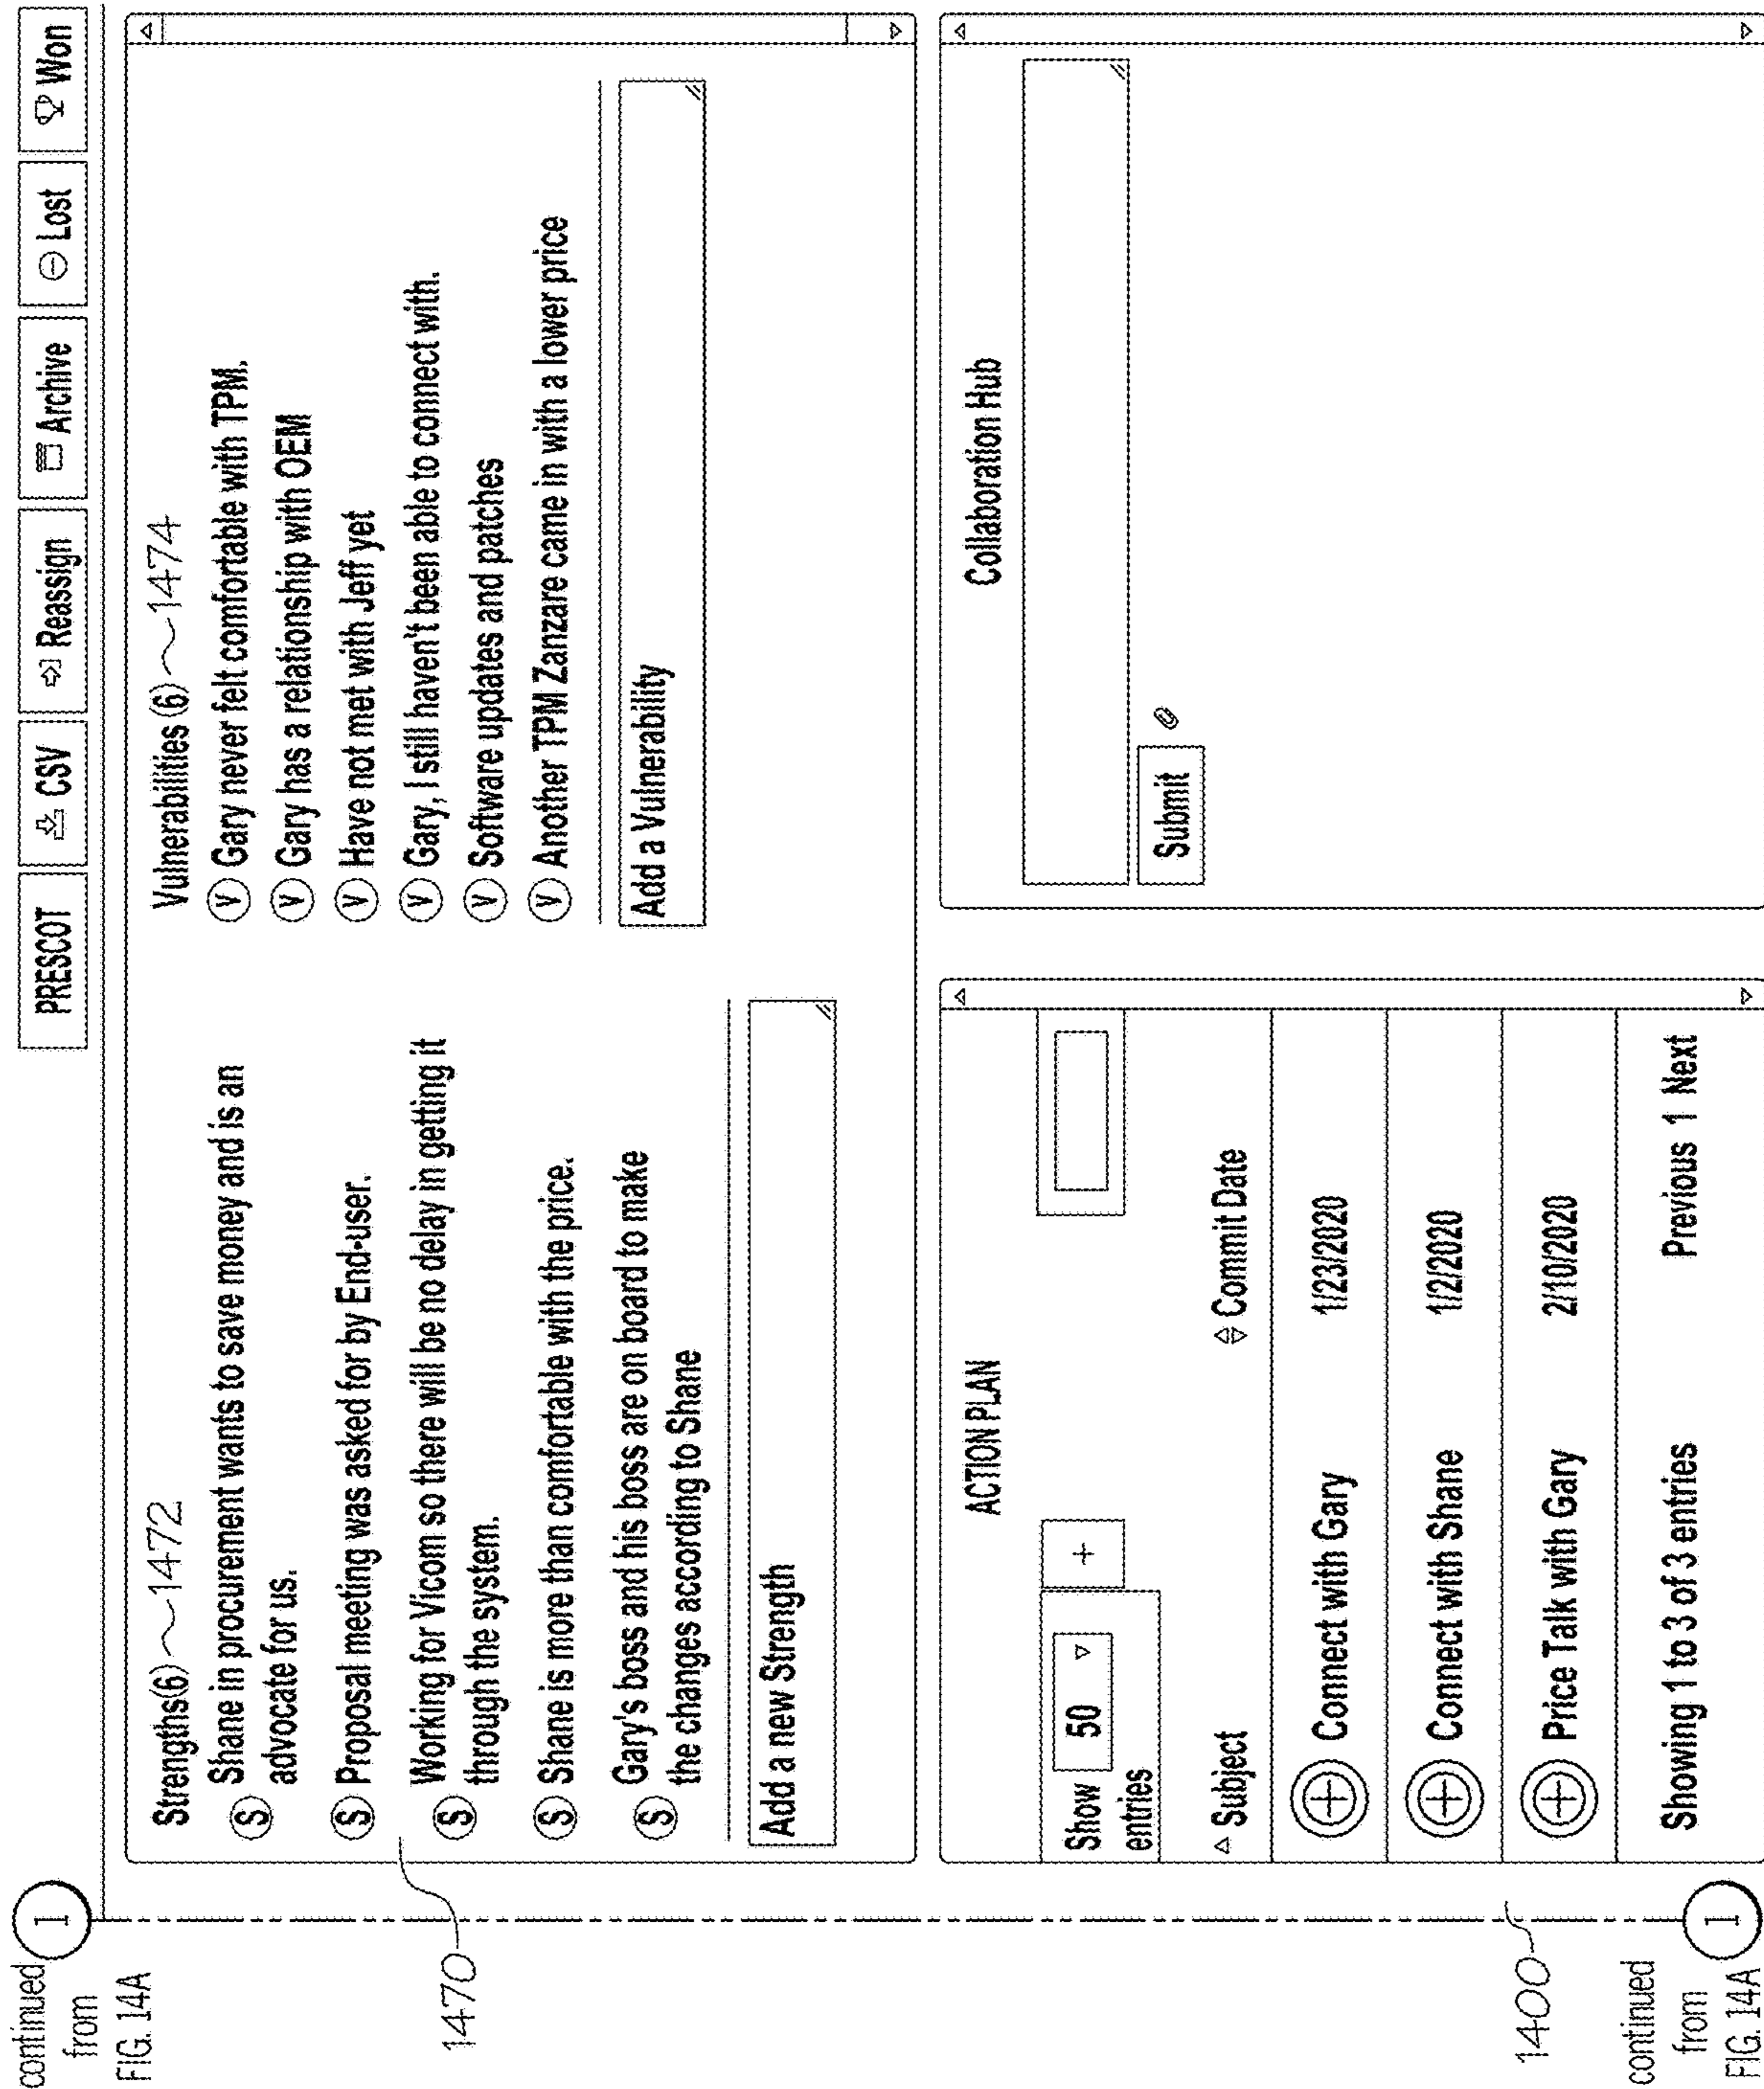 continued
from
FIG. 14A
1
PRESCOT
CSV
Reassign
Archive
Lost
Won
Strengths(6)~1472
S Shane in procurement wants to save money and is an
advocate for us.
S Proposal meeting was asked for by End-user.
S Working for Vicom so there will be no delay in getting it
through the system.
S Shane is more than comfortable with the price.
S Gary's boss and his boss are on board to make
the changes according to Shane
Add a new Strength
1470
Vulnerabilities (6)~1474
V Gary never felt comfortable with TPM.
V Gary has a relationship with OEM
V Have not met with Jeff yet
V Gary, I still haven't been able to connect with.
V Software updates and patches
V Another TPM Zanzare came in with a lower price
Add a Vulnerability
ACTION PLAN
Show 50
entries
+
Subject Commit Date
Connect with Gary 1/23/2020
Connect with Shane 1/2/2020
Price Talk with Gary 2/10/2020
Showing 1 to 3 of 3 entries Previous 1 Next
Collaboration Hub
Submit
1400
continued
from
FIG. 14A
1